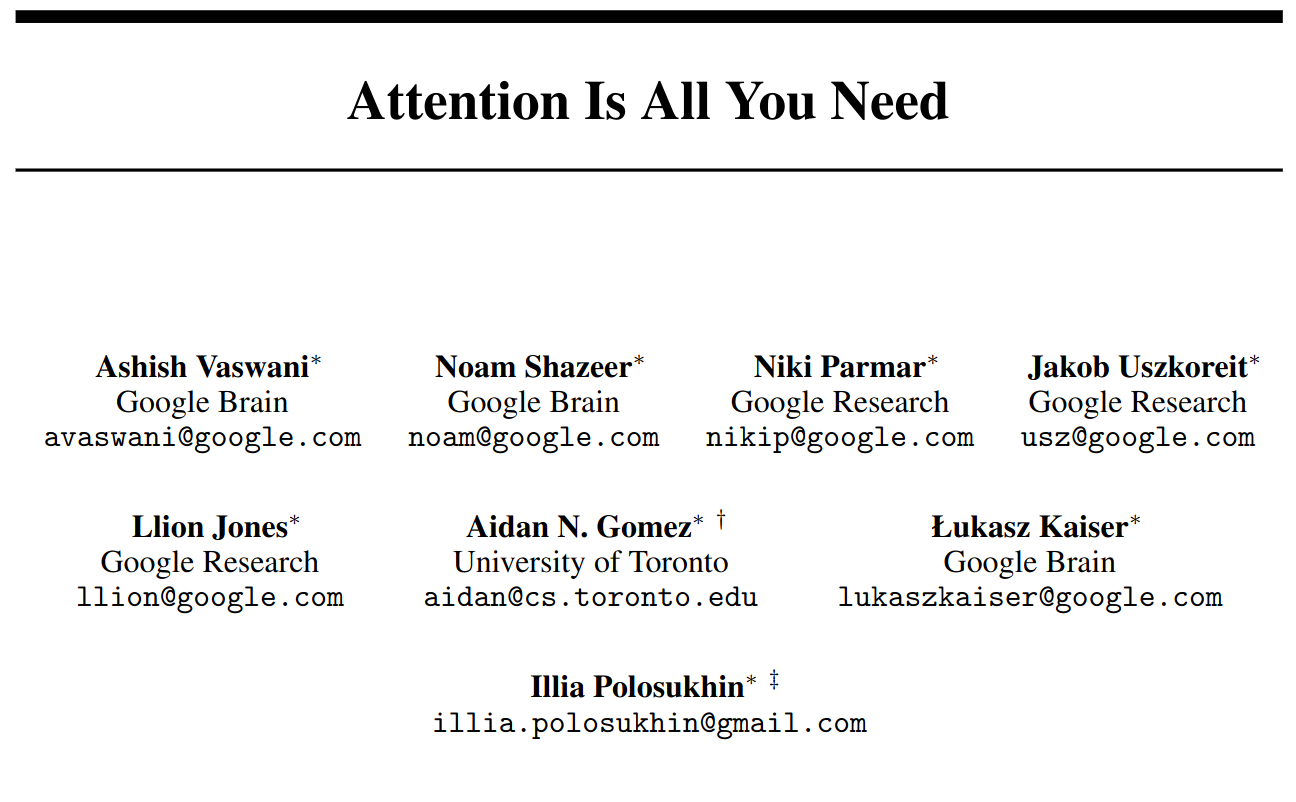 Attention Is All You Need
Ashish Vaswani* Noam Shazeer* Niki Parmar* Jakob Uszkoreit*
Google Brain Google Brain Google Research Google Research
avaswani@google.com noam@google.com nikip@google.com usz@google.com
Llion Jones* Aidan N. Gomez* † Łukasz Kaiser*
Google Research University of Toronto Google Brain
llion@google.com aidan@cs.toronto.edu lukaszkaiser@google.com
Illia Polosukhin* ‡
illia.polosukhin@gmail.com